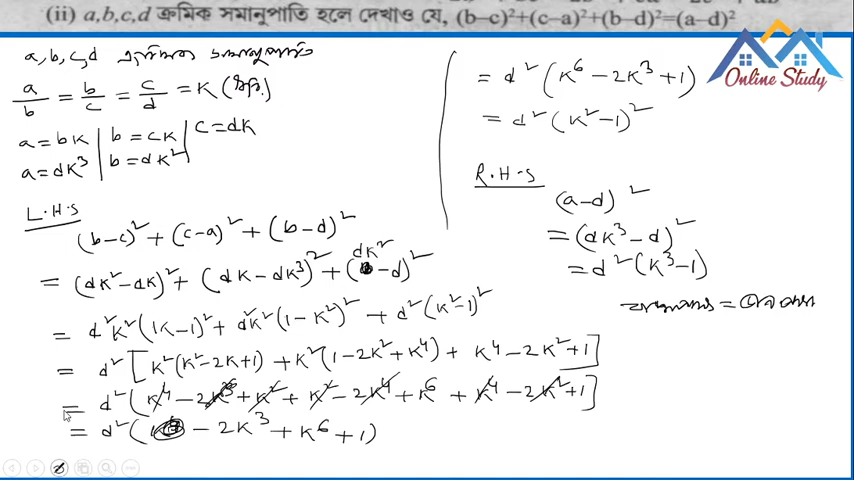 (ii) a,b,c,d ক্রমিক সমানুপাতি হলে দেখাও যে, (b–c)²+(c–a)²+(b–d)²=(a–d)²
a, b, c, d ক্রমিক সমানুপাতি
a/b = b/c = c/d = K (ধরি)
a = bK | b = cK | c = dK
a = dK³ | b = dK²
L.H.S
(b-c)² + (c-a)² + (b-d)²
= (dK²-dK)² + (dK-dK³)² + (dK²-d)²
= d²K²(K-1)² + d²K²(1-K²)² + d²(K²-1)²
= d²[K²(K²-2K+1) + K²(1-2K²+K⁴) + K⁴-2K²+1]
= d²(K⁴-2K³+K²+K²-2K⁴+K⁶+K⁴-2K²+1]
= d²( - 2K³ + K⁶ + 1)
= d²(K⁶-2K³+1)
= d²(K²-1)²
R.H.S
(a-d)²
= (dK³-d)²
= d²(K³-1)
=
Online Study